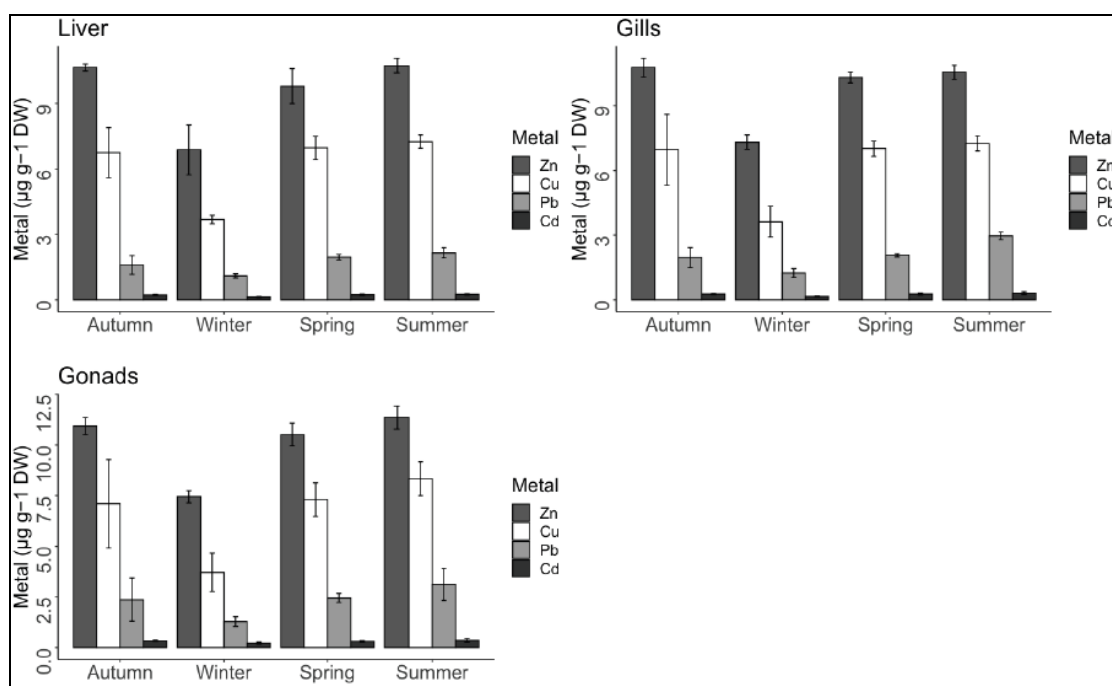 Liver
Metal (µg g−1 DW)
0 3 6 9
Autumn Winter Spring Summer
Metal
Zn
Cu
Pb
Cd
Gills
Metal (µg g−1 DW)
0 3 6 9
Autumn Winter Spring Summer
Metal
Zn
Cu
Pb
Cd
Gonads
Metal (µg g−1 DW)
0.0 2.5 5.0 7.5 10.0 12.5
Autumn Winter Spring Summer
Metal
Zn
Cu
Pb
Cd